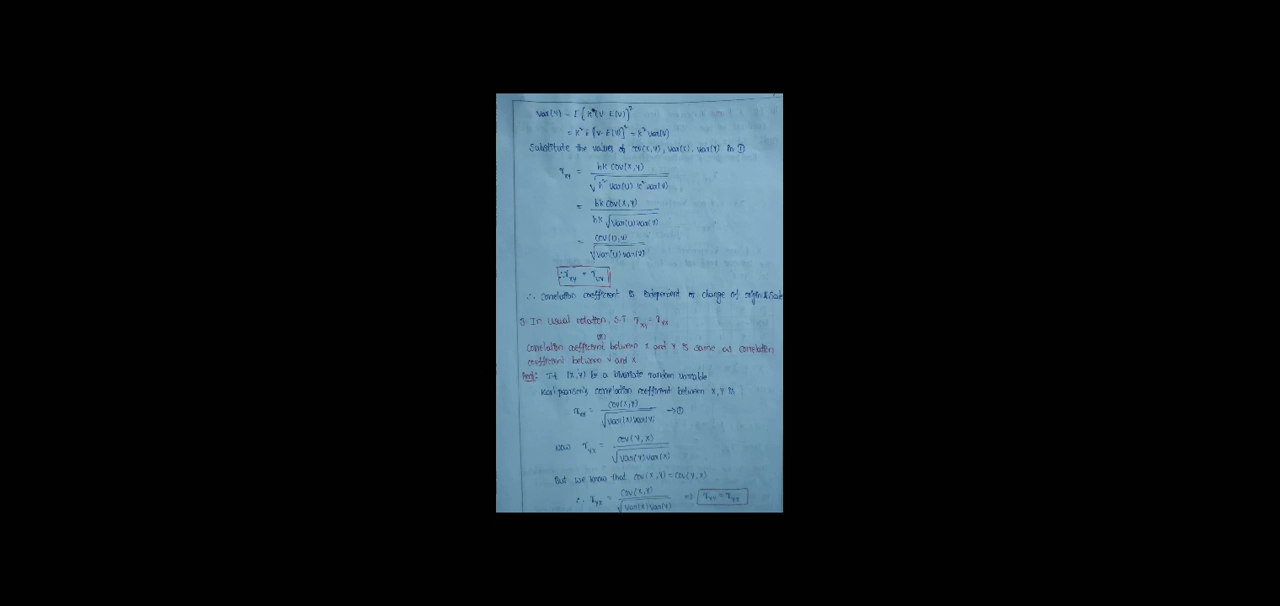 var(Y) = E{k²(V-E(V)}²
= k² E{V-E(V)}² = k² var(V)
Substitute the values of cov(X,Y), var(X), var(Y) in ①
r_xy = hk cov(X,Y) / √h² var(U) k² var(V)
= hk cov(X,Y) / hk √var(U) var(V)
= cov(U,V) / √var(U) var(V)
∴ r_xy = r_uv
∴ correlation coefficient is independent of change of origin & Scale
3. In usual notation, S.T r_xy = r_yx
(or)
correlation coefficient between x and y is same as correlation
coefficient between y and x.
Proof: If (X,Y) is a bivariate random variable
Karl pearson's correlation coefficient between X,Y is
r_xy = cov(X,Y) / √var(X) var(Y) → ①
Now r_yx = cov(Y,X) / √var(Y) var(X)
But we know that cov(X,Y) = cov(Y,X)
∴ r_yx = cov(X,Y) / √var(X) var(Y) ⇒ r_xy = r_yx